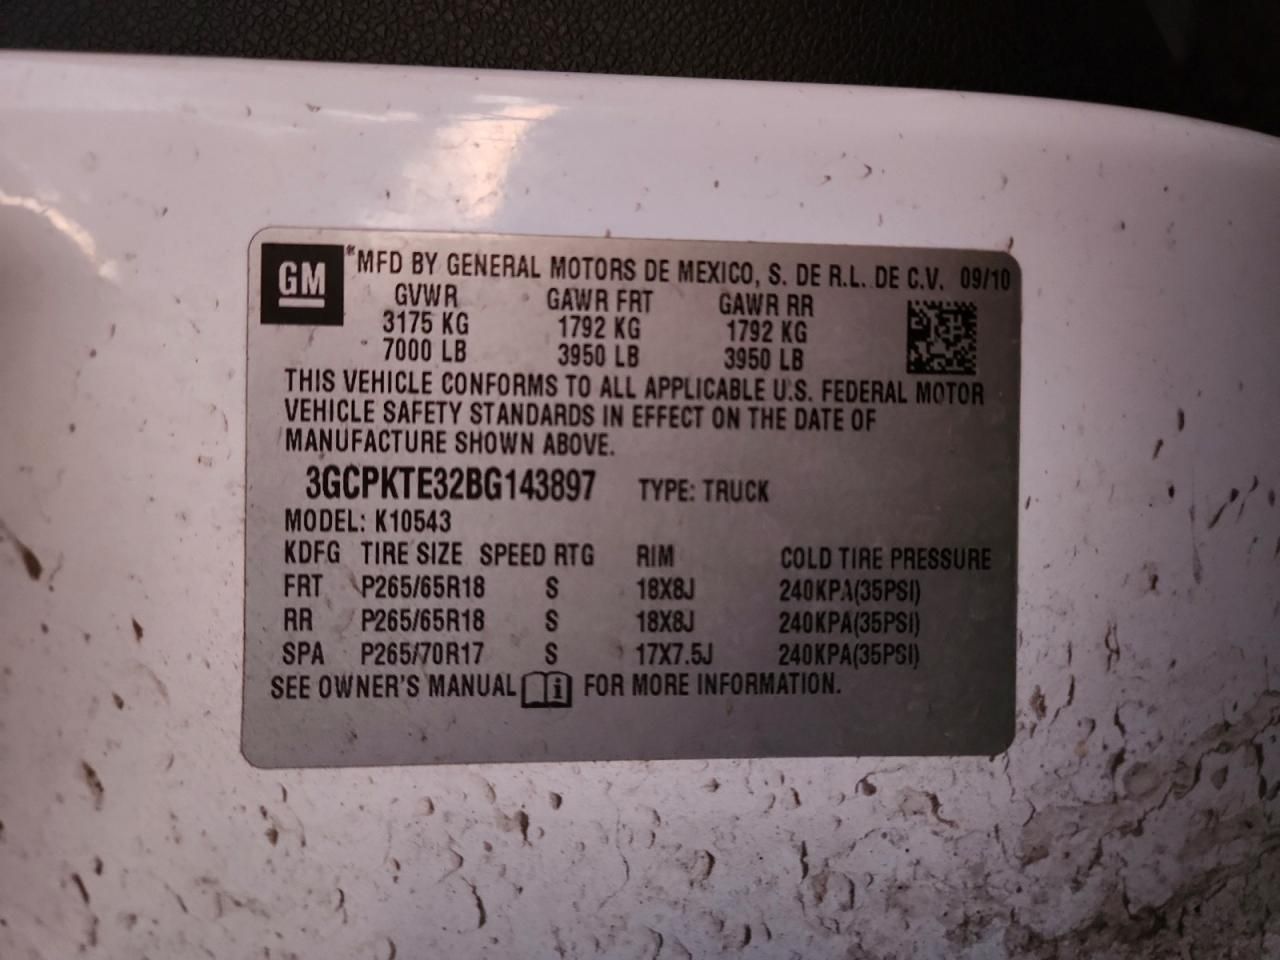 GM
*MFD BY GENERAL MOTORS DE MEXICO, S. DE R.L. DE C.V. 09/10
GVWR GAWR FRT GAWR RR
3175 KG 1792 KG 1792 KG
7000 LB 3950 LB 3950 LB
THIS VEHICLE CONFORMS TO ALL APPLICABLE U.S. FEDERAL MOTOR
VEHICLE SAFETY STANDARDS IN EFFECT ON THE DATE OF
MANUFACTURE SHOWN ABOVE.
3GCPKTE32BG143897 TYPE: TRUCK
MODEL: K10543
KDFG TIRE SIZE SPEED RTG RIM COLD TIRE PRESSURE
FRT P265/65R18 S 18X8J 240KPA(35PSI)
RR P265/65R18 S 18X8J 240KPA(35PSI)
SPA P265/70R17 S 17X7.5J 240KPA(35PSI)
SEE OWNER'S MANUAL i FOR MORE INFORMATION.